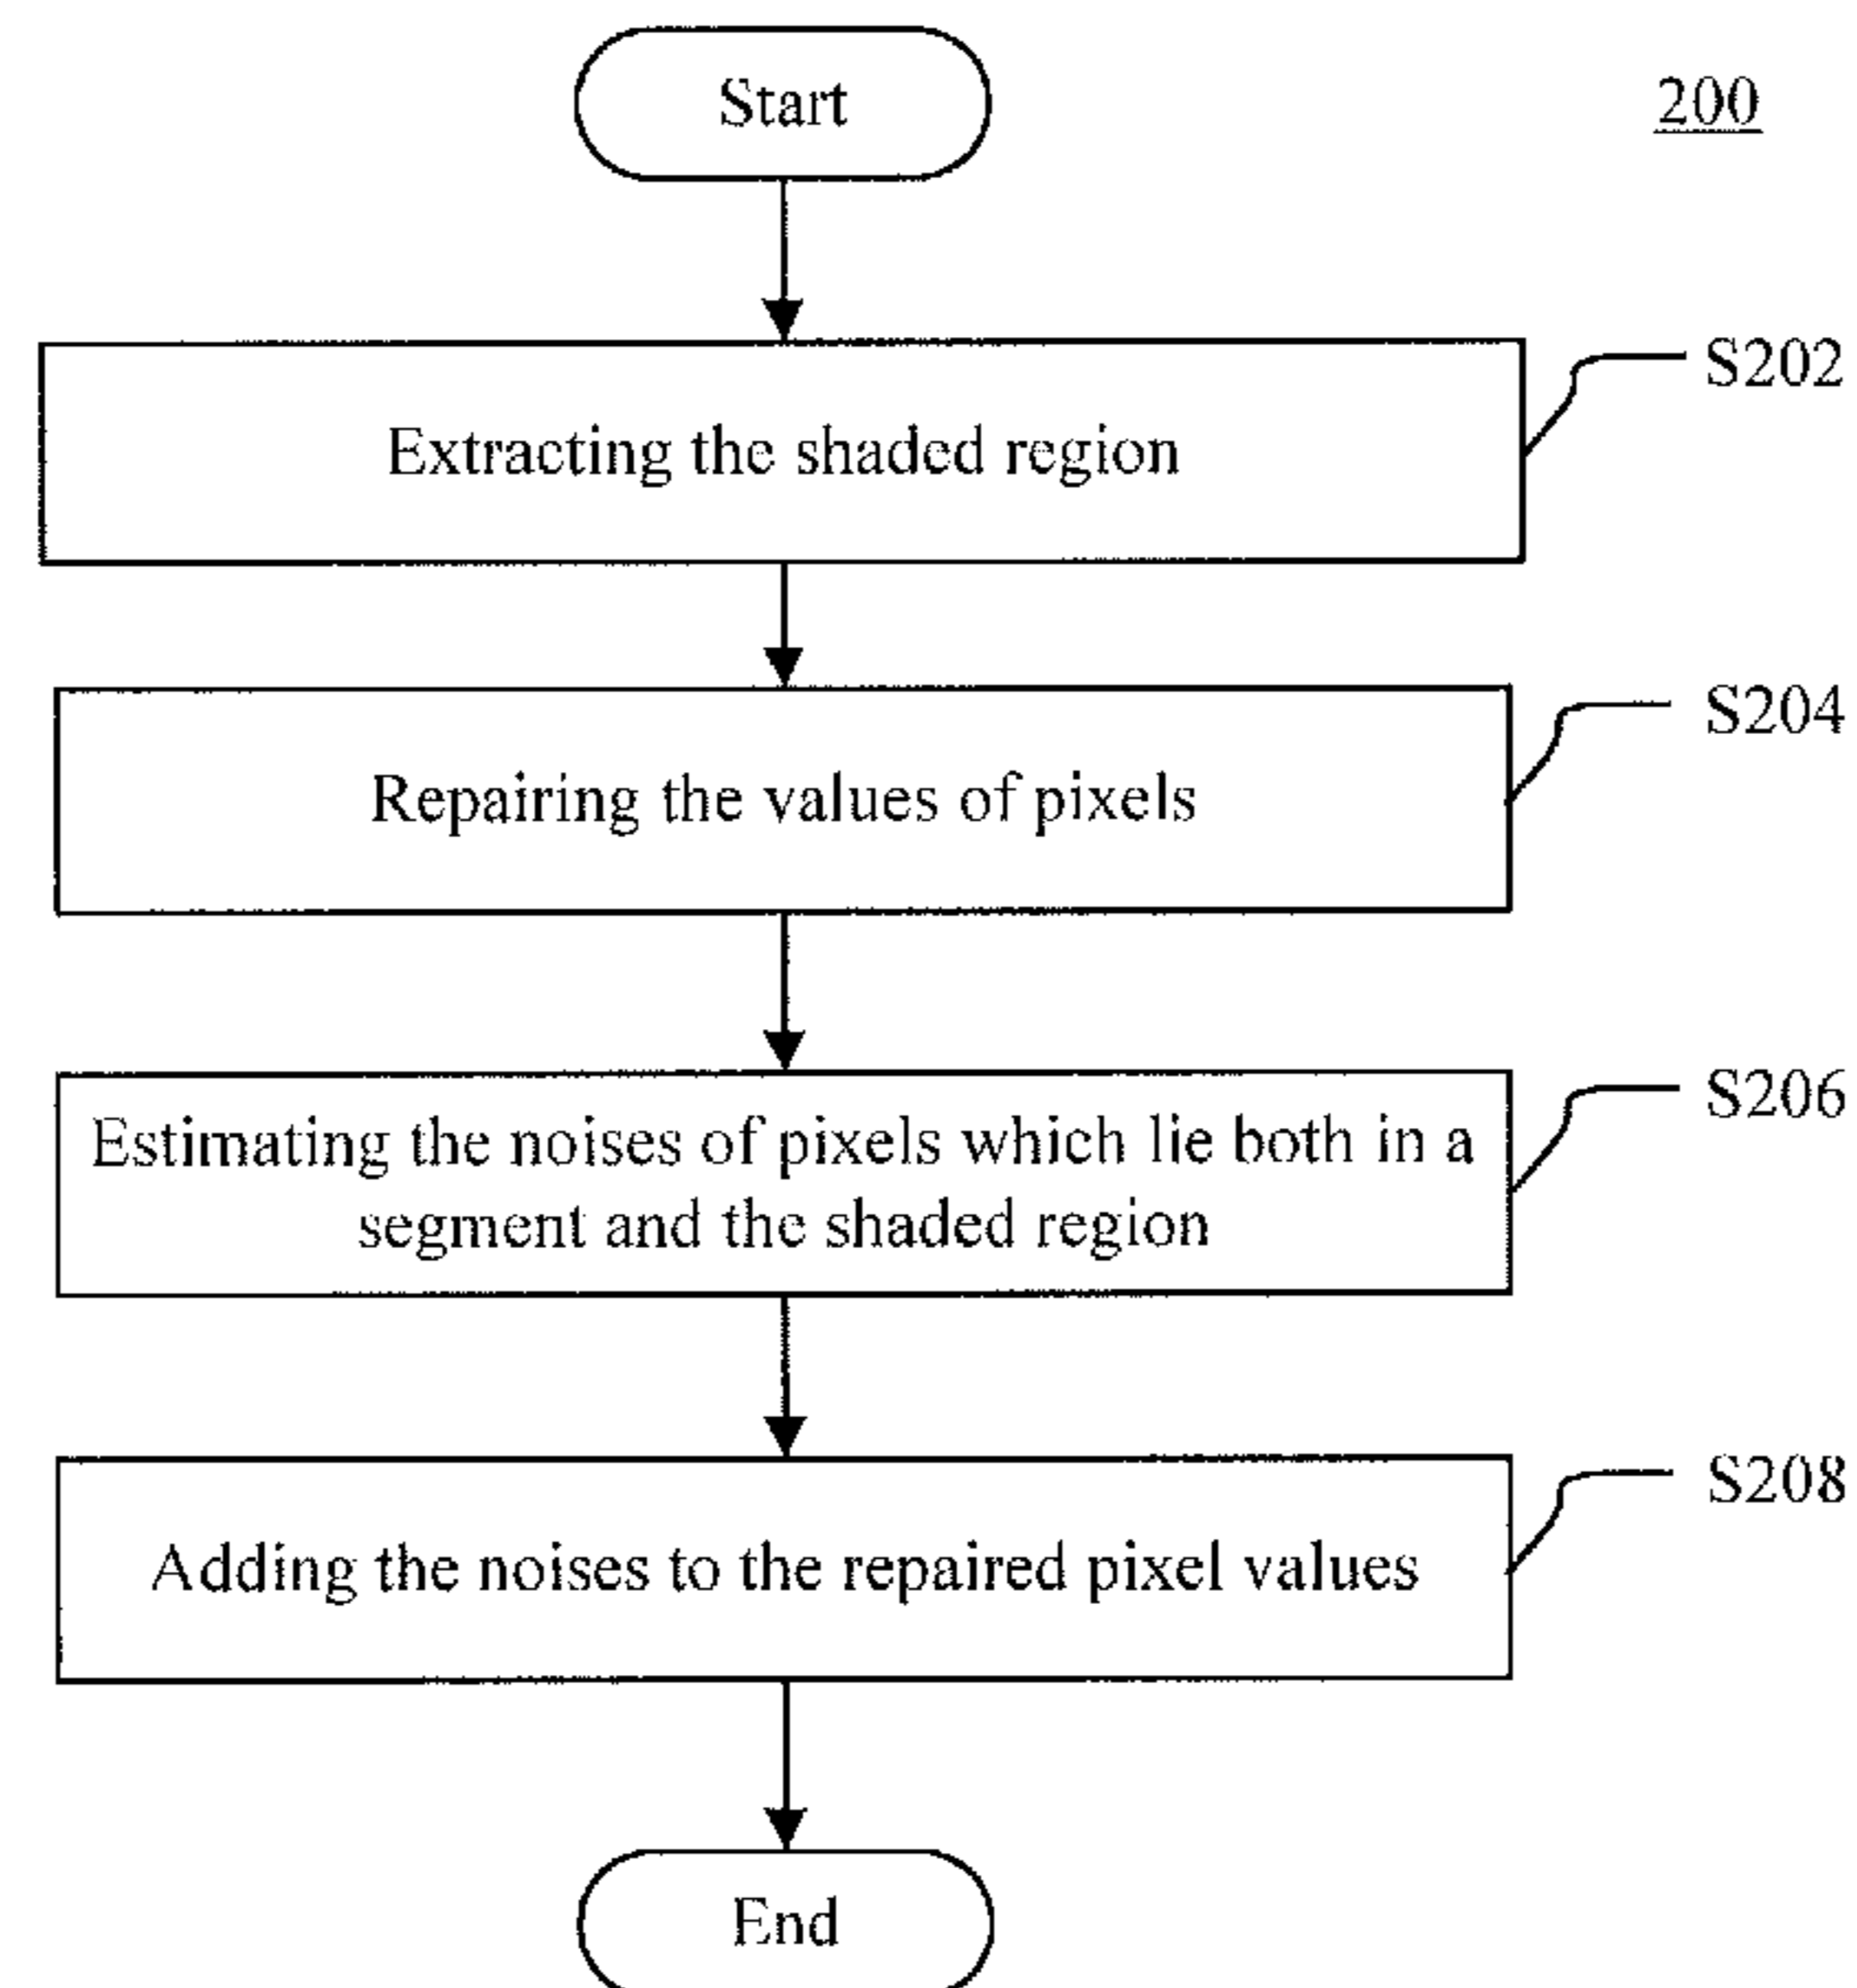 Start
200
Extracting the shaded region
S202
Repairing the values of pixels
S204
Estimating the noises of pixels which lie both in a
segment and the shaded region
S206
Adding the noises to the repaired pixel values
S208
End